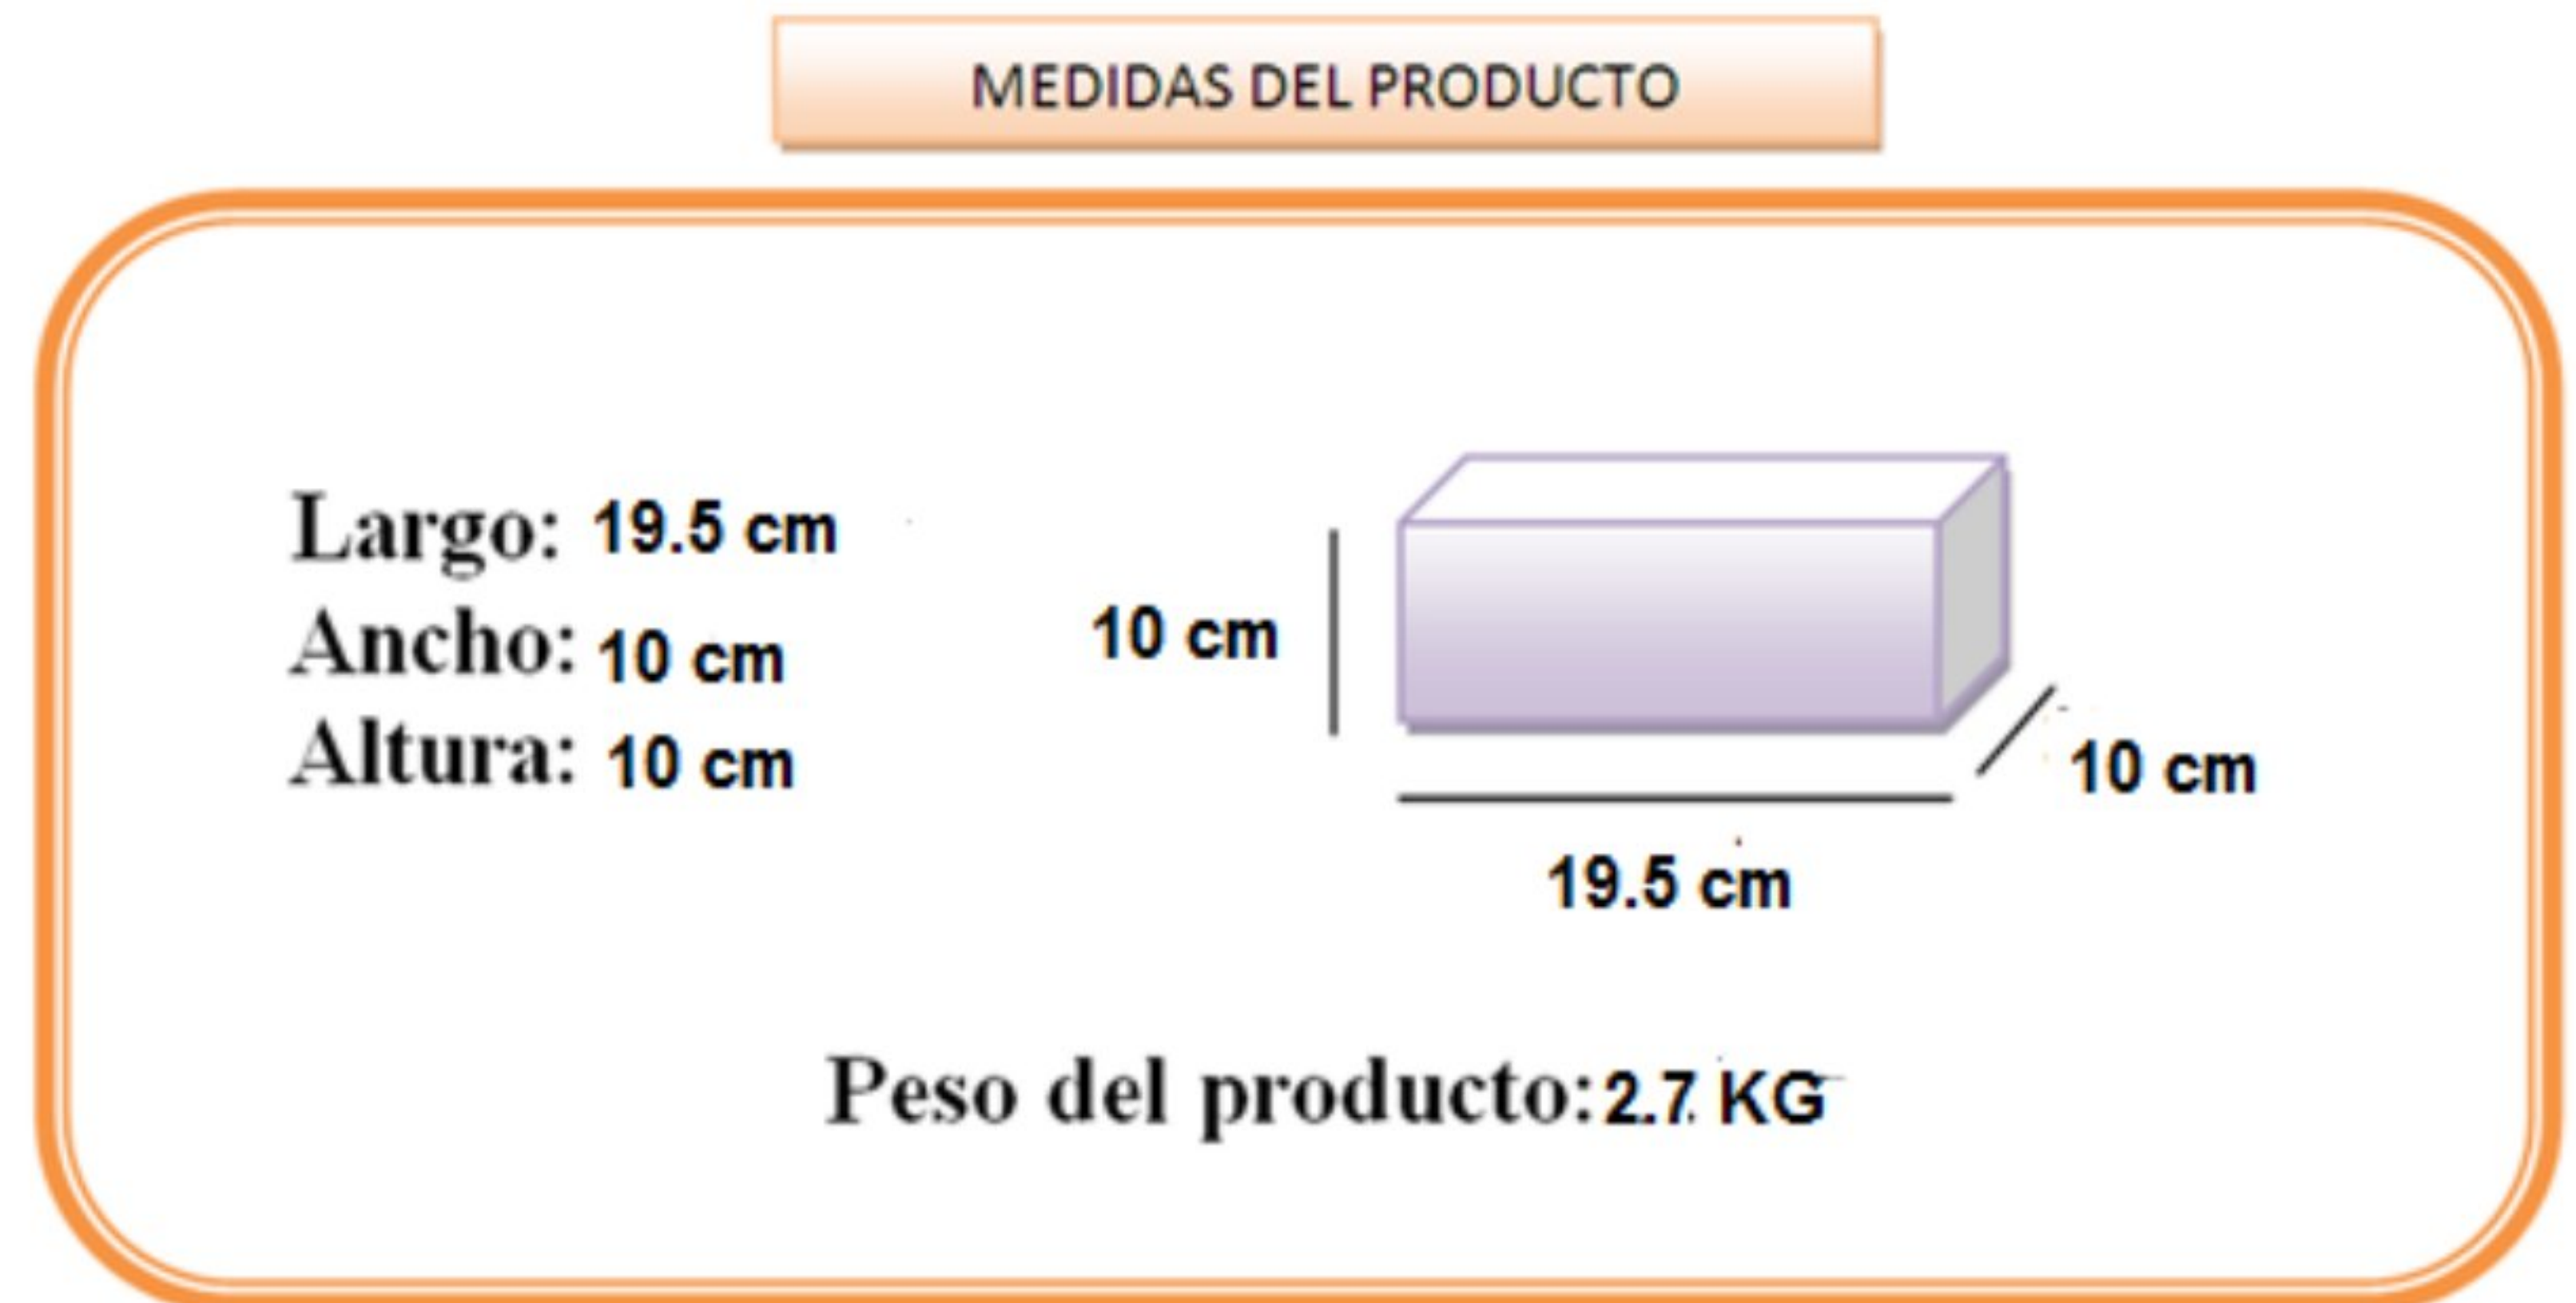 MEDIDAS DEL PRODUCTO
Largo: 19.5 cm
Ancho: 10 cm
Altura: 10 cm
10 cm
10 cm
19.5 cm
Peso del producto: 2.7 KG